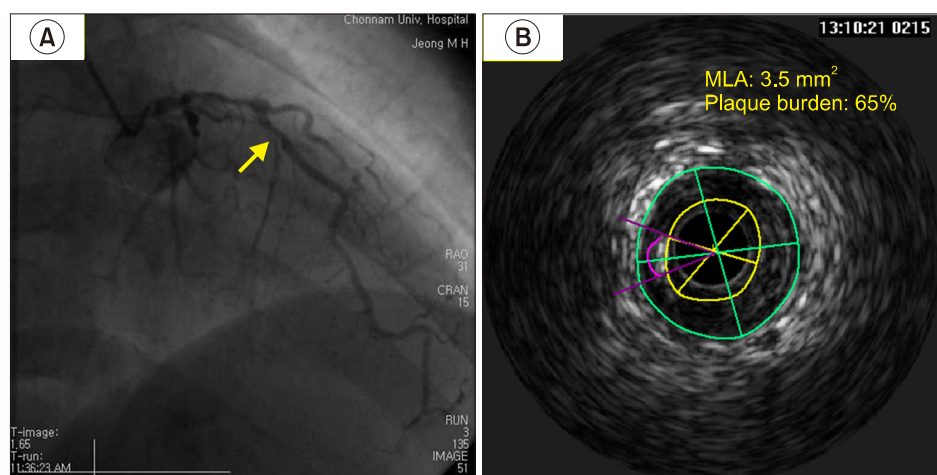 A
Chonnam Univ, Hospital
Jeong M H
RAO
31
CRAN
15
RUN
3
135
IMAGE
51
T-image:
1.65
T-run:
11:36:23 AM
B
13:10:21 0215
MLA: 3.5 mm²
Plaque burden: 65%